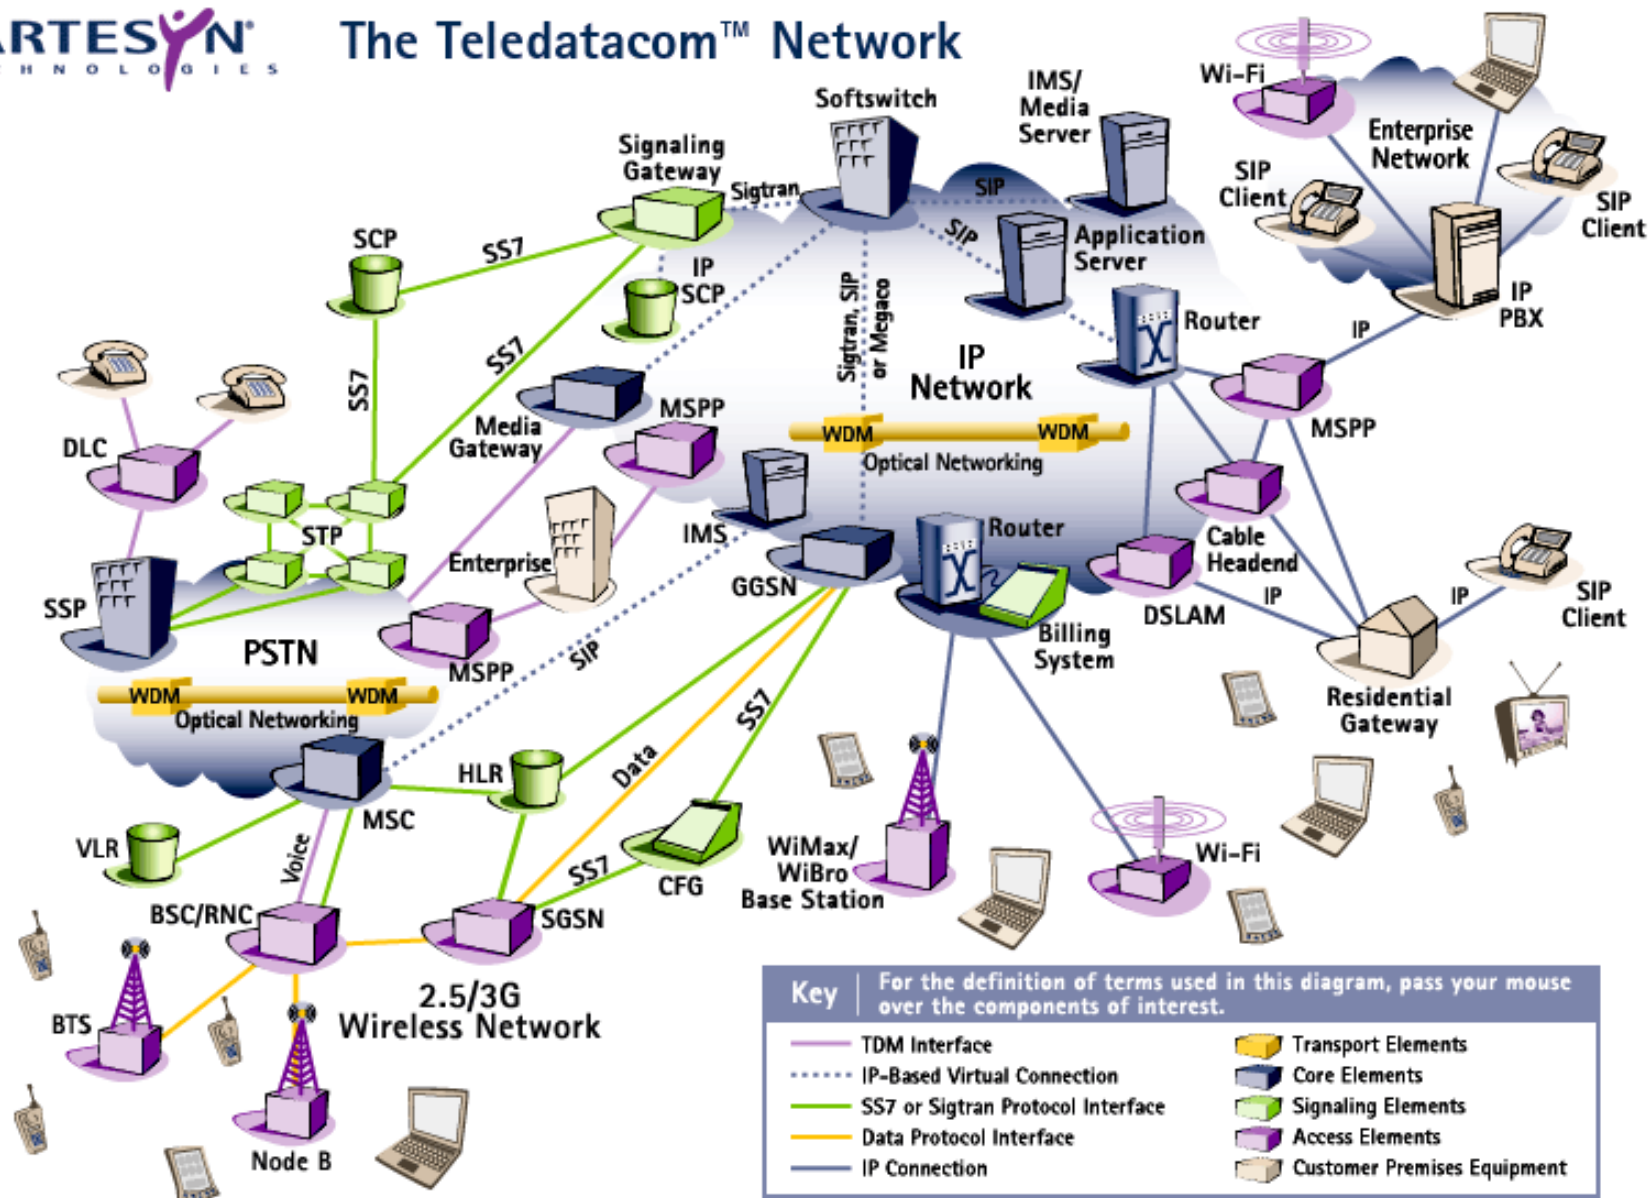 ARTESYN®
The Teledatacom™ Network
TECHNOLOGIES
Softswitch
IMS/
Media
Server
Wi-Fi
Enterprise
Network
Signaling
Gateway
Sigtran
SIP
SIP
SIP
Client
SIP
Client
SCP
SS7
IP
SCP
Application
Server
Sigtran, SIP
or Megaco
Router
IP
PBX
IP
SS7
SS7
IP
Network
MSPP
Media
Gateway
MSPP
DLC
WDM
WDM
Optical Networking
STP
IMS
Router
Cable
Headend
Enterprise
GGSN
SSP
DSLAM
IP
IP
SIP
Client
PSTN
MSPP
SIP
Billing
System
WDM
WDM
Optical Networking
Residential
Gateway
SS7
HLR
Data
MSC
VLR
Voice
SS7
CFG
WiMax/
WiBro
Base Station
Wi-Fi
BSC/RNC
SGSN
2.5/3G
Wireless Network
BTS
Node B
Key
For the definition of terms used in this diagram, pass your mouse
over the components of interest.
TDM Interface
IP-Based Virtual Connection
SS7 or Sigtran Protocol Interface
Data Protocol Interface
IP Connection
Transport Elements
Core Elements
Signaling Elements
Access Elements
Customer Premises Equipment